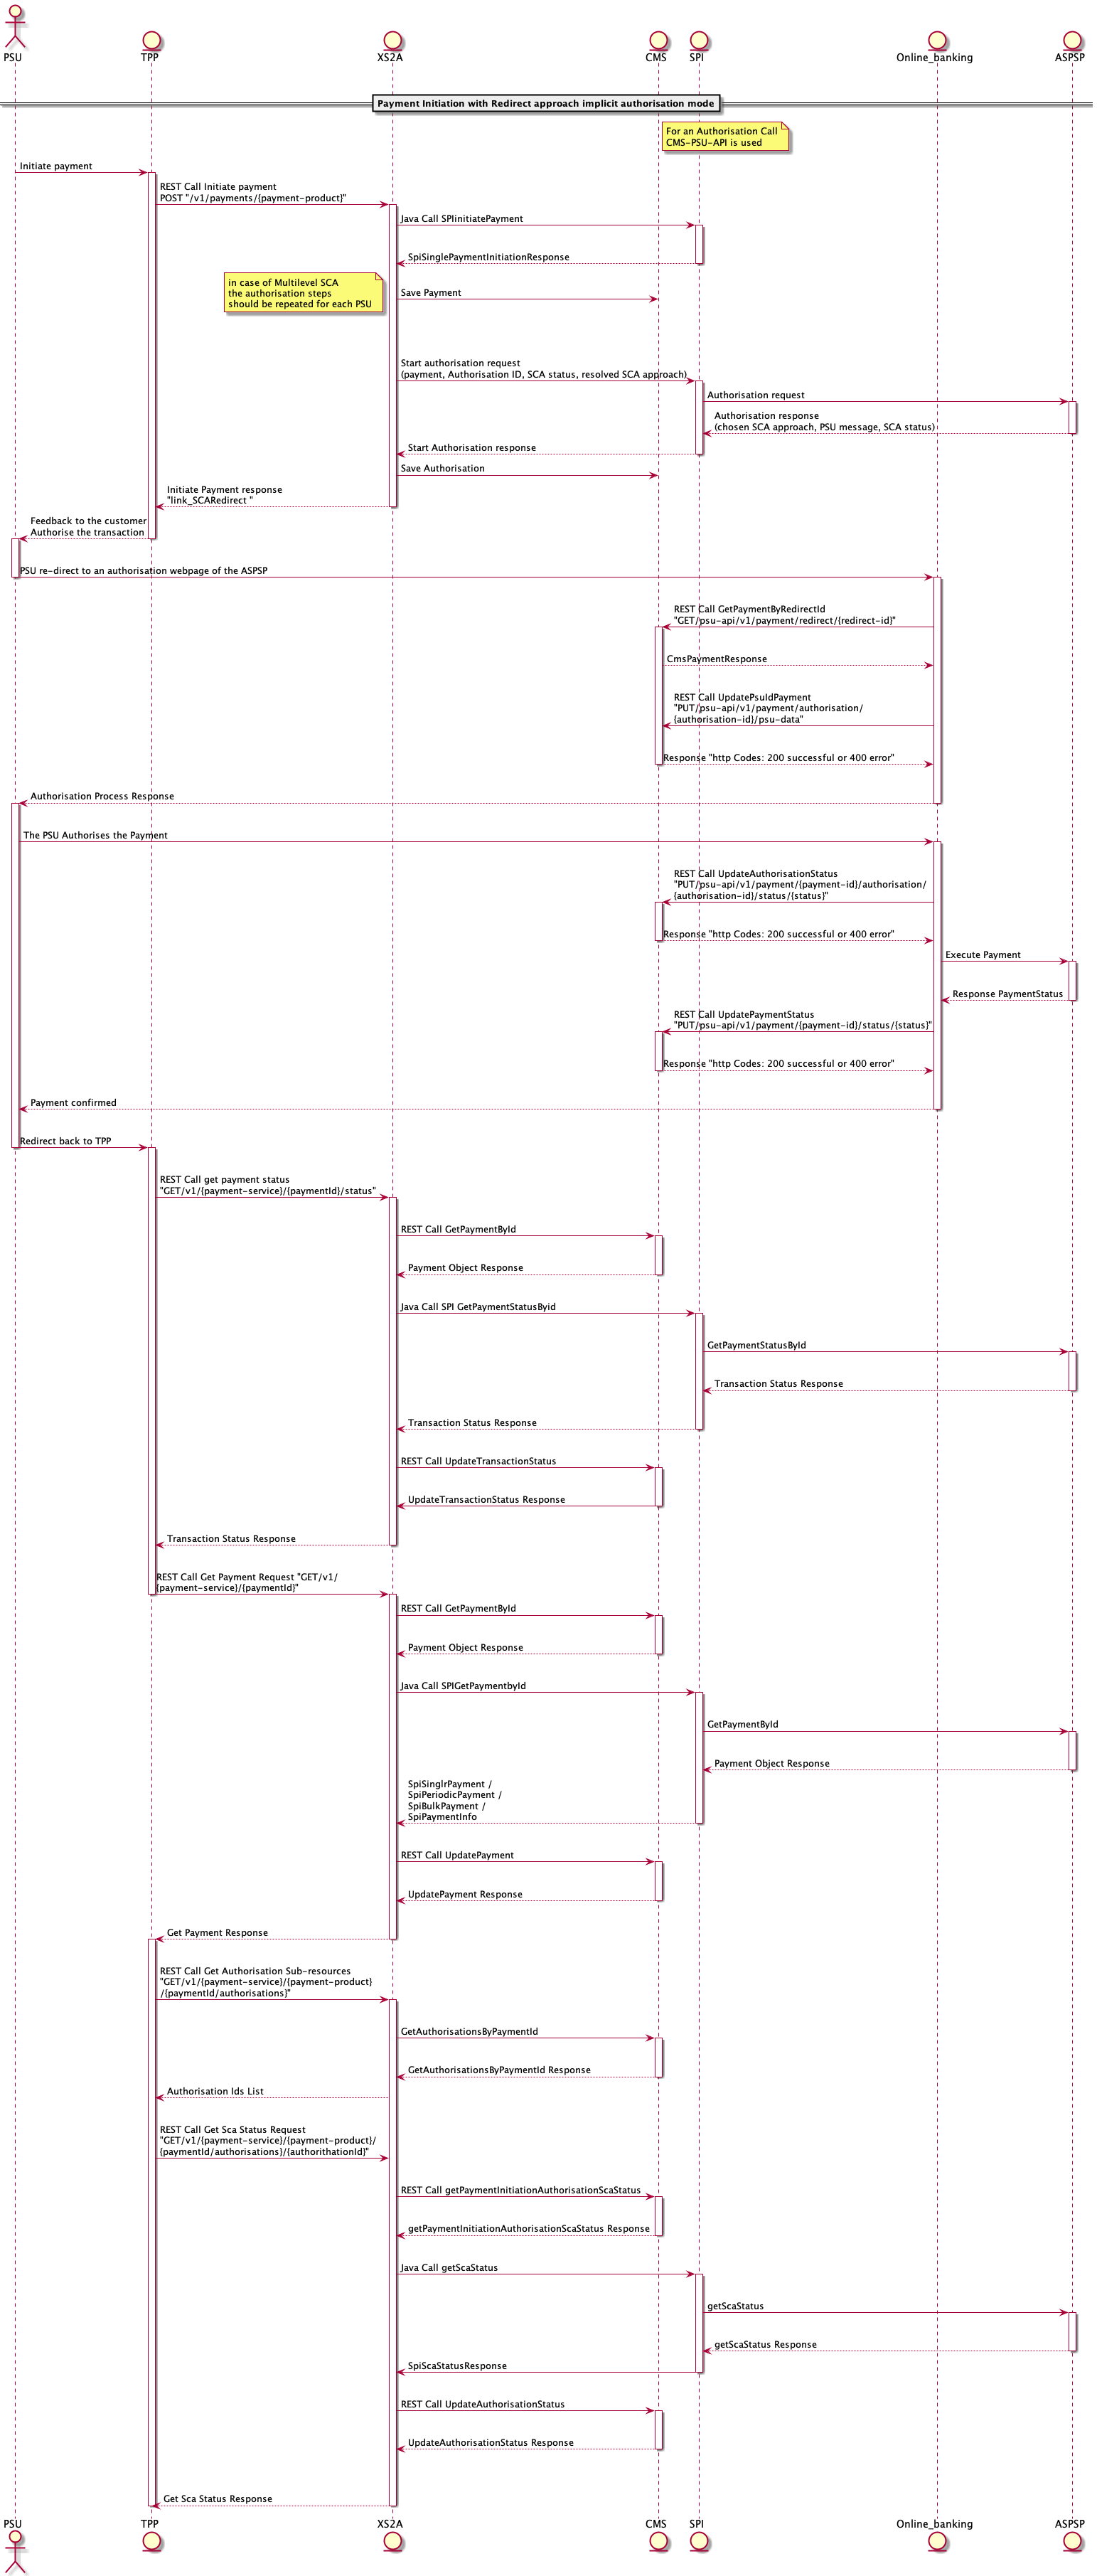 PSU
TPP
XS2A
CMS
SPI
Online_banking
ASPSP
Payment Initiation with Redirect approach implicit authorisation mode
For an Authorisation Call
CMS-PSU-API is used
Initiate payment
REST Call Initiate payment
POST "/v1/payments/{payment-product}"
Java Call SPIinitiatePayment
SpiSinglePaymentInitiationResponse
in case of Multilevel SCA
the authorisation steps
should be repeated for each PSU
Save Payment
Start authorisation request
(payment, Authorisation ID, SCA status, resolved SCA approach)
Authorisation request
Authorisation response
(chosen SCA approach, PSU message, SCA status)
Start Authorisation response
Save Authorisation
Initiate Payment response
"link_SCARedirect "
Feedback to the customer
Authorise the transaction
PSU re-direct to an authorisation webpage of the ASPSP
REST Call GetPaymentByRedirectId
"GET/psu-api/v1/payment/redirect/{redirect-id}"
CmsPaymentResponse
REST Call UpdatePsuIdPayment
"PUT/psu-api/v1/payment/authorisation/
{authorisation-id}/psu-data"
Response "http Codes: 200 successful or 400 error"
Authorisation Process Response
The PSU Authorises the Payment
REST Call UpdateAuthorisationStatus
"PUT/psu-api/v1/payment/{payment-id}/authorisation/
{authorisation-id}/status/{status}"
Response "http Codes: 200 successful or 400 error"
Execute Payment
Response PaymentStatus
REST Call UpdatePaymentStatus
"PUT/psu-api/v1/payment/{payment-id}/status/{status}"
Response "http Codes: 200 successful or 400 error"
Payment confirmed
Redirect back to TPP
REST Call get payment status
"GET/v1/{payment-service}/{paymentId}/status"
REST Call GetPaymentById
Payment Object Response
Java Call SPI GetPaymentStatusByid
GetPaymentStatusById
Transaction Status Response
Transaction Status Response
REST Call UpdateTransactionStatus
UpdateTransactionStatus Response
Transaction Status Response
REST Call Get Payment Request "GET/v1/
{payment-service}/{paymentId}"
REST Call GetPaymentById
Payment Object Response
Java Call SPIGetPaymentbyId
GetPaymentById
Payment Object Response
SpiSinglrPayment /
SpiPeriodicPayment /
SpiBulkPayment /
SpiPaymentInfo
REST Call UpdatePayment
UpdatePayment Response
Get Payment Response
REST Call Get Authorisation Sub-resources
"GET/v1/{payment-service}/{payment-product}
/{paymentId/authorisations}"
GetAuthorisationsByPaymentId
GetAuthorisationsByPaymentId Response
Authorisation Ids List
REST Call Get Sca Status Request
"GET/v1/{payment-service}/{payment-product}/
{paymentId/authorisations}/{authorithationId}"
REST Call getPaymentInitiationAuthorisationScaStatus
getPaymentInitiationAuthorisationScaStatus Response
Java Call getScaStatus
getScaStatus
getScaStatus Response
SpiScaStatusResponse
REST Call UpdateAuthorisationStatus
UpdateAuthorisationStatus Response
Get Sca Status Response
PSU
TPP
XS2A
CMS
SPI
Online_banking
ASPSP